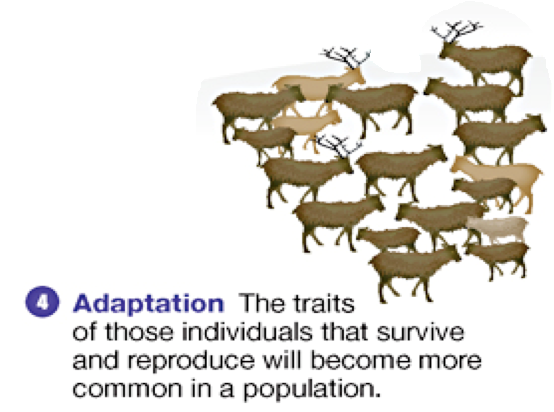 4 Adaptation The traits
of those individuals that survive
and reproduce will become more
common in a population.